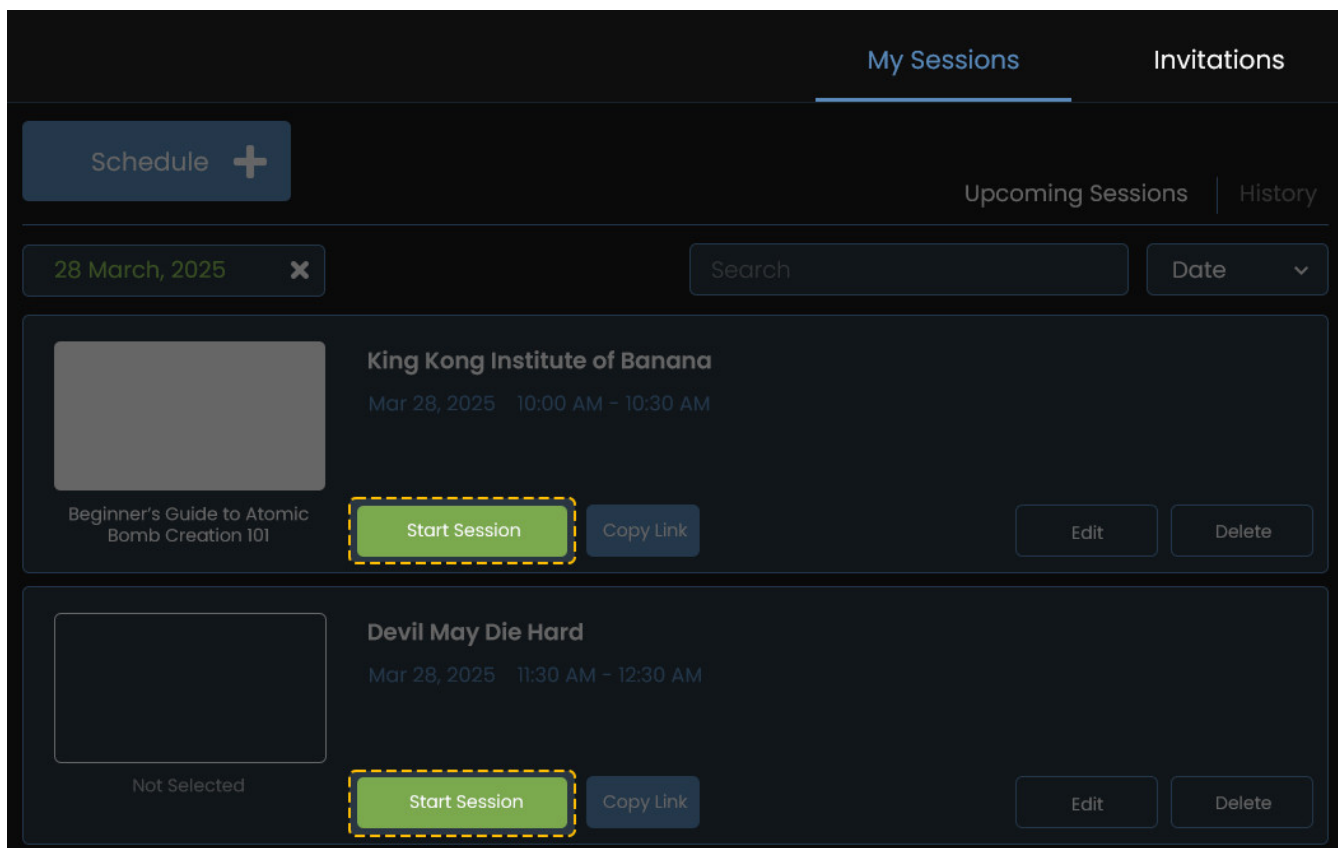 My Sessions Invitations
Schedule
Upcoming Sessions History
28 March, 2025 Search Date
King Kong Institute of Banana
Mar 28, 2025 10:00 AM - 10:30 AM
Beginner's Guide to Atomic
Bomb Creation 101
Start Session Copy Link Edit Delete
Devil May Die Hard
Mar 28, 2025 11:30 AM - 12:30 AM
Not Selected
Start Session Copy Link Edit Delete